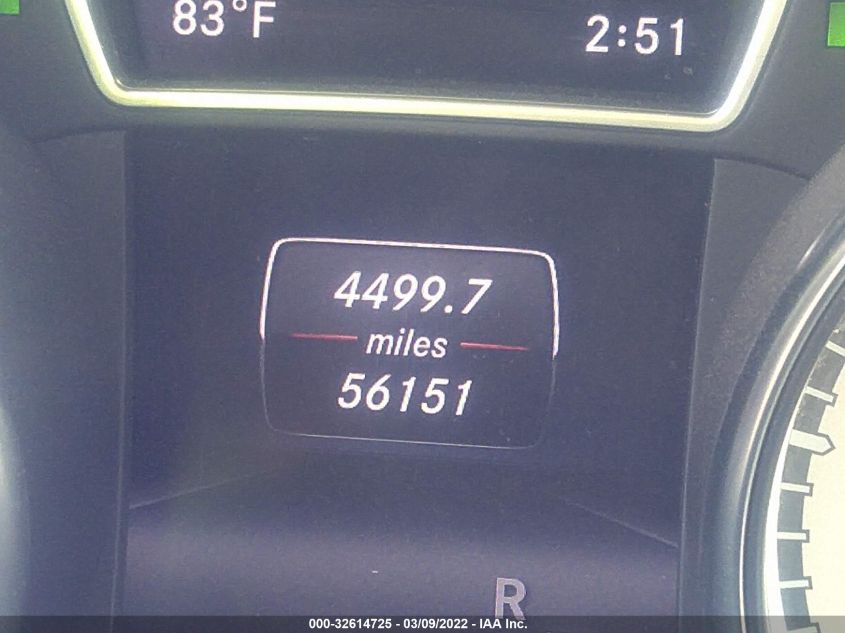 83°F 2:51
4499.7
miles
56151
R
000-32614725 - 03/09/2022 - IAA Inc.